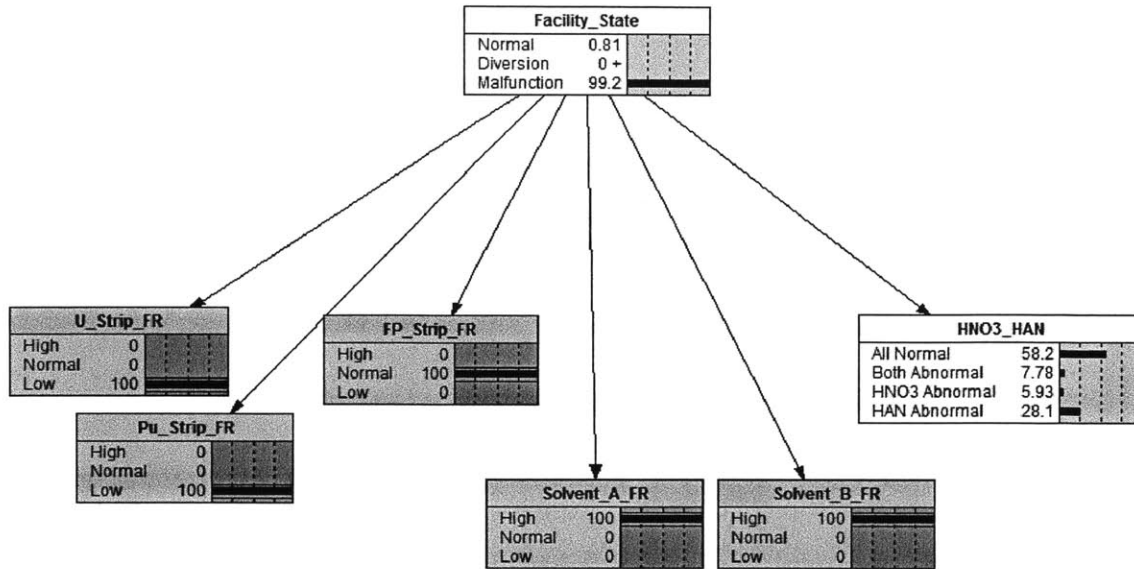 Facility_State
Normal 0.81
Diversion 0 +
Malfunction 99.2
U_Strip_FR
High 0
Normal 0
Low 100
FP_Strip_FR
High 0
Normal 100
Low 0
HNO3_HAN
All Normal 58.2
Both Abnormal 7.78
HNO3 Abnormal 5.93
HAN Abnormal 28.1
Pu_Strip_FR
High 0
Normal 0
Low 100
Solvent_A_FR
High 100
Normal 0
Low 0
Solvent_B_FR
High 100
Normal 0
Low 0